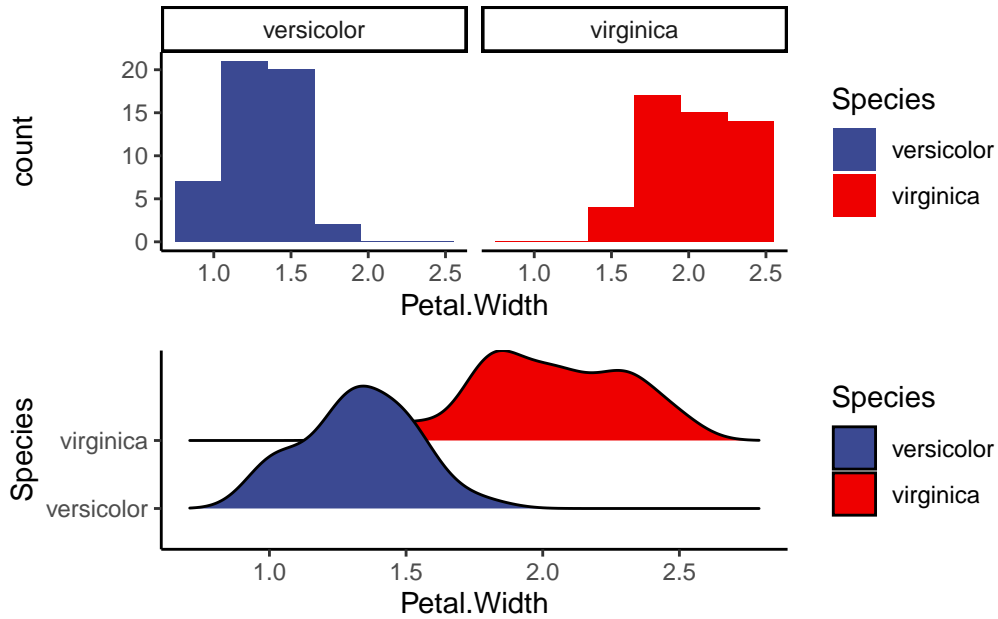 versicolor
virginica
count
20
15
10
5
0
1.0 1.5 2.0 2.5
1.0 1.5 2.0 2.5
Petal.Width
Species
versicolor
virginica
Species
virginica
versicolor
1.0 1.5 2.0 2.5
Petal.Width
Species
versicolor
virginica